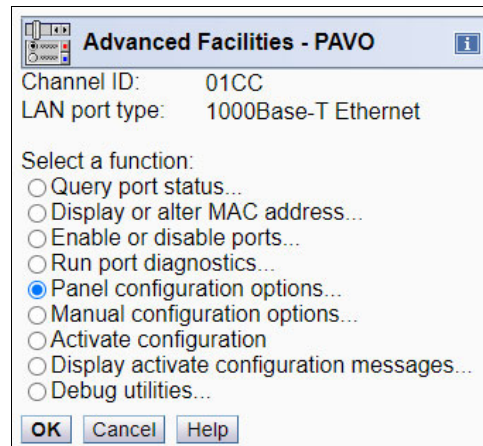 Advanced Facilities - PAVO
i
Channel ID: 01CC
LAN port type: 1000Base-T Ethernet
Select a function:
Query port status...
Display or alter MAC address...
Enable or disable ports...
Run port diagnostics...
Panel configuration options...
Manual configuration options...
Activate configuration
Display activate configuration messages...
Debug utilities...
OK Cancel Help